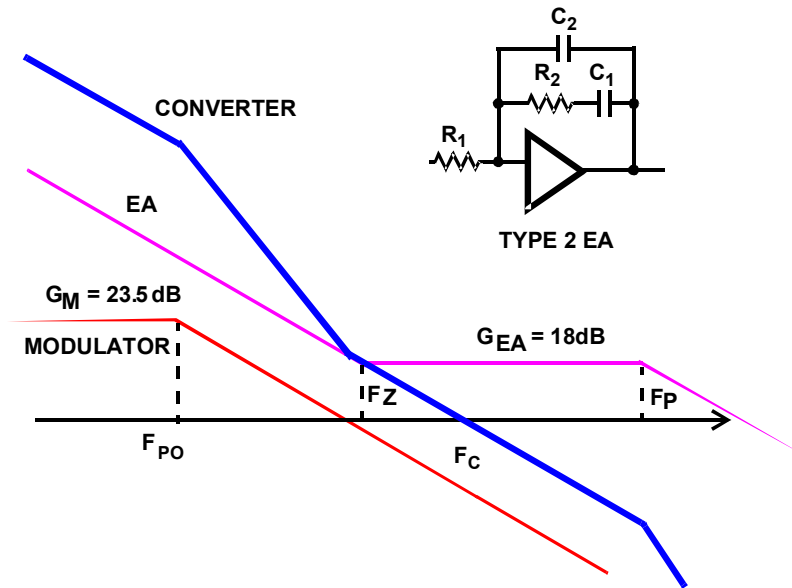 C2
R2
C1
CONVERTER
R1
EA
TYPE 2 EA
GM = 23.5 dB
GEA = 18dB
MODULATOR
FZ
FP
FPO
FC